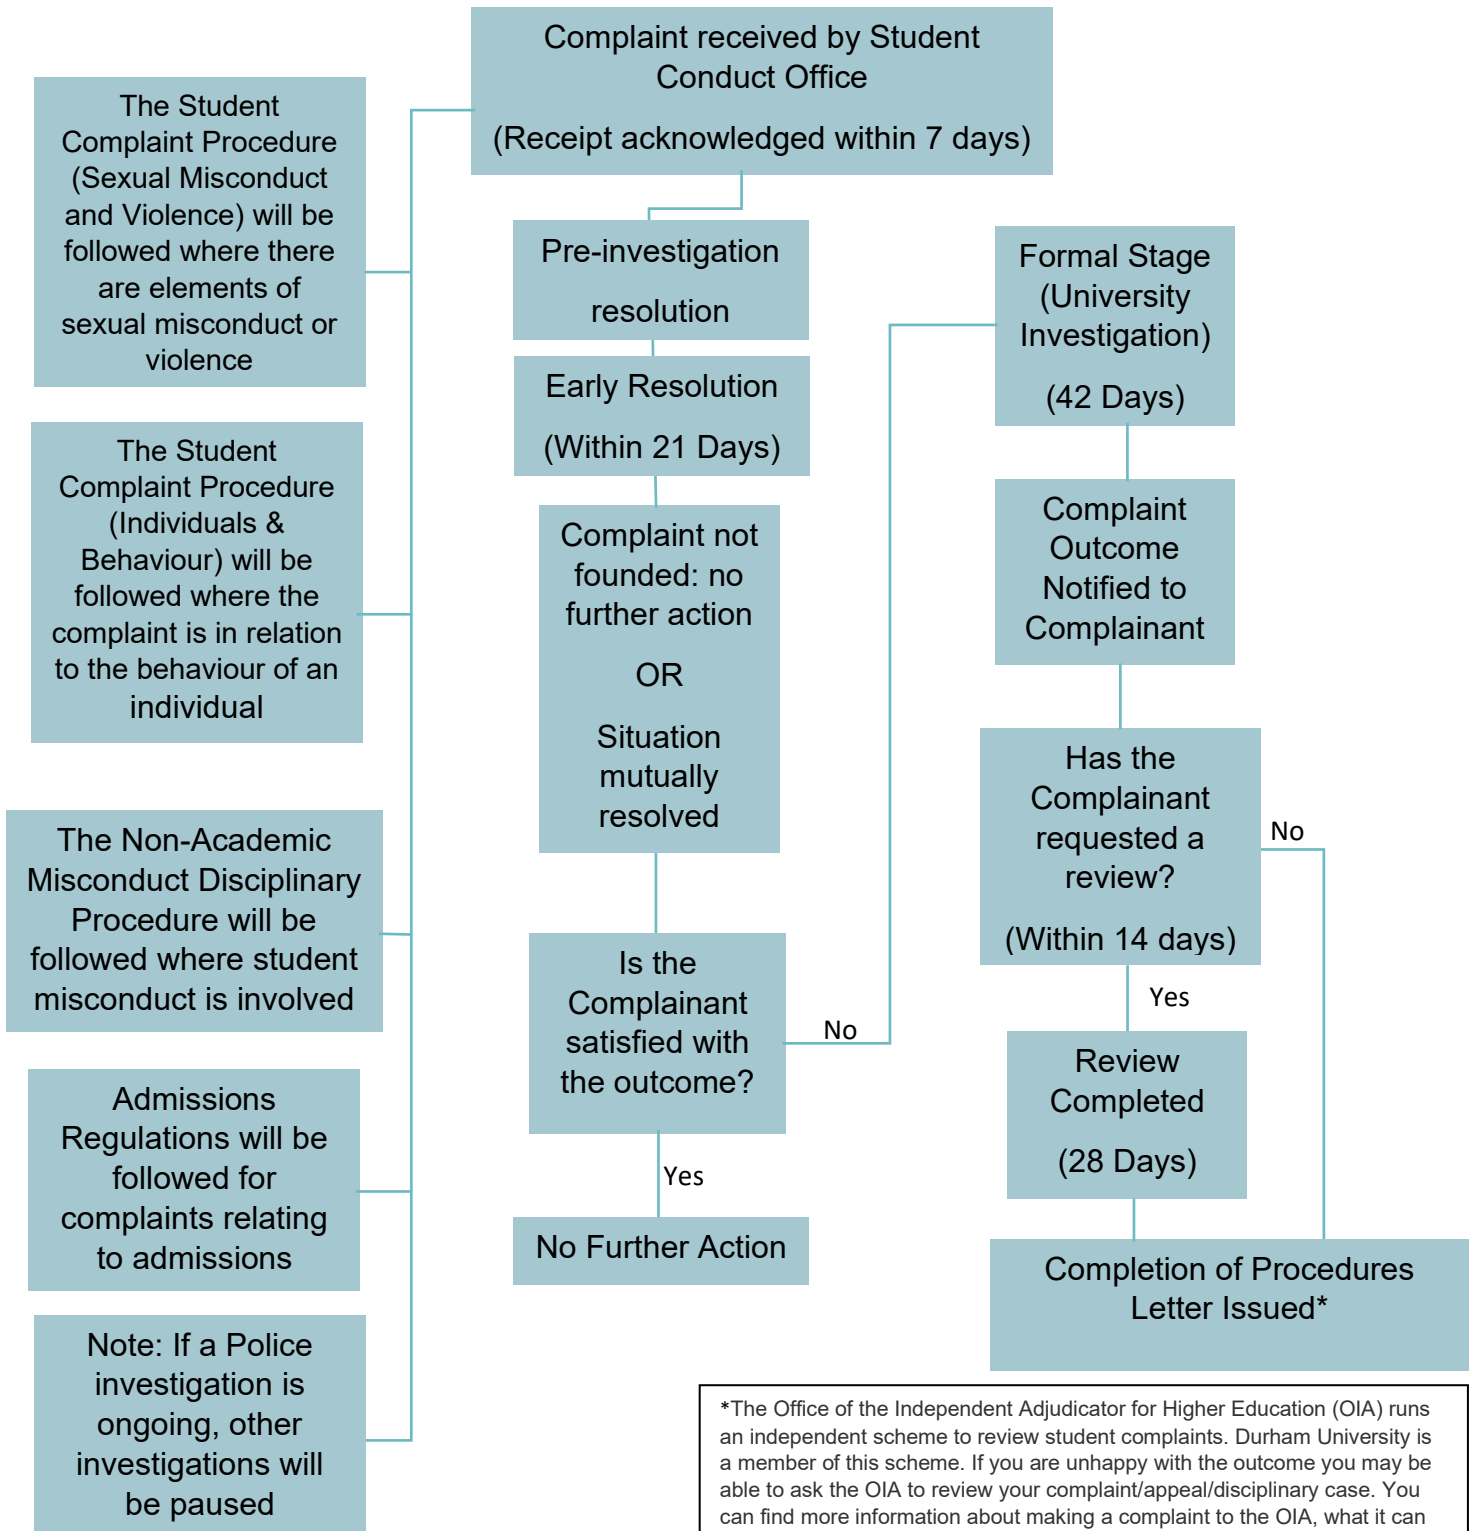 Complaint received by Student
Conduct Office
(Receipt acknowledged within 7 days)
The Student
Complaint Procedure
(Sexual Misconduct
and Violence) will be
followed where there
are elements of
sexual misconduct or
violence
The Student
Complaint Procedure
(Individuals &
Behaviour) will be
followed where the
complaint is in relation
to the behaviour of an
individual
The Non-Academic
Misconduct Disciplinary
Procedure will be
followed where student
misconduct is involved
Admissions
Regulations will be
followed for
complaints relating
to admissions
Note: If a Police
investigation is
ongoing, other
investigations will
be paused
Pre-investigation
resolution
Early Resolution
(Within 21 Days)
Complaint not
founded: no
further action
OR
Situation
mutually
resolved
Is the
Complainant
satisfied with
the outcome?
No
Yes
No Further Action
Formal Stage
(University
Investigation)
(42 Days)
Complaint
Outcome
Notified to
Complainant
Has the
Complainant
requested a
review?
(Within 14 days)
No
Yes
Review
Completed
(28 Days)
Completion of Procedures
Letter Issued*
*The Office of the Independent Adjudicator for Higher Education (OIA) runs
an independent scheme to review student complaints. Durham University is
a member of this scheme. If you are unhappy with the outcome you may be
able to ask the OIA to review your complaint/appeal/disciplinary case. You
can find more information about making a complaint to the OIA, what it can